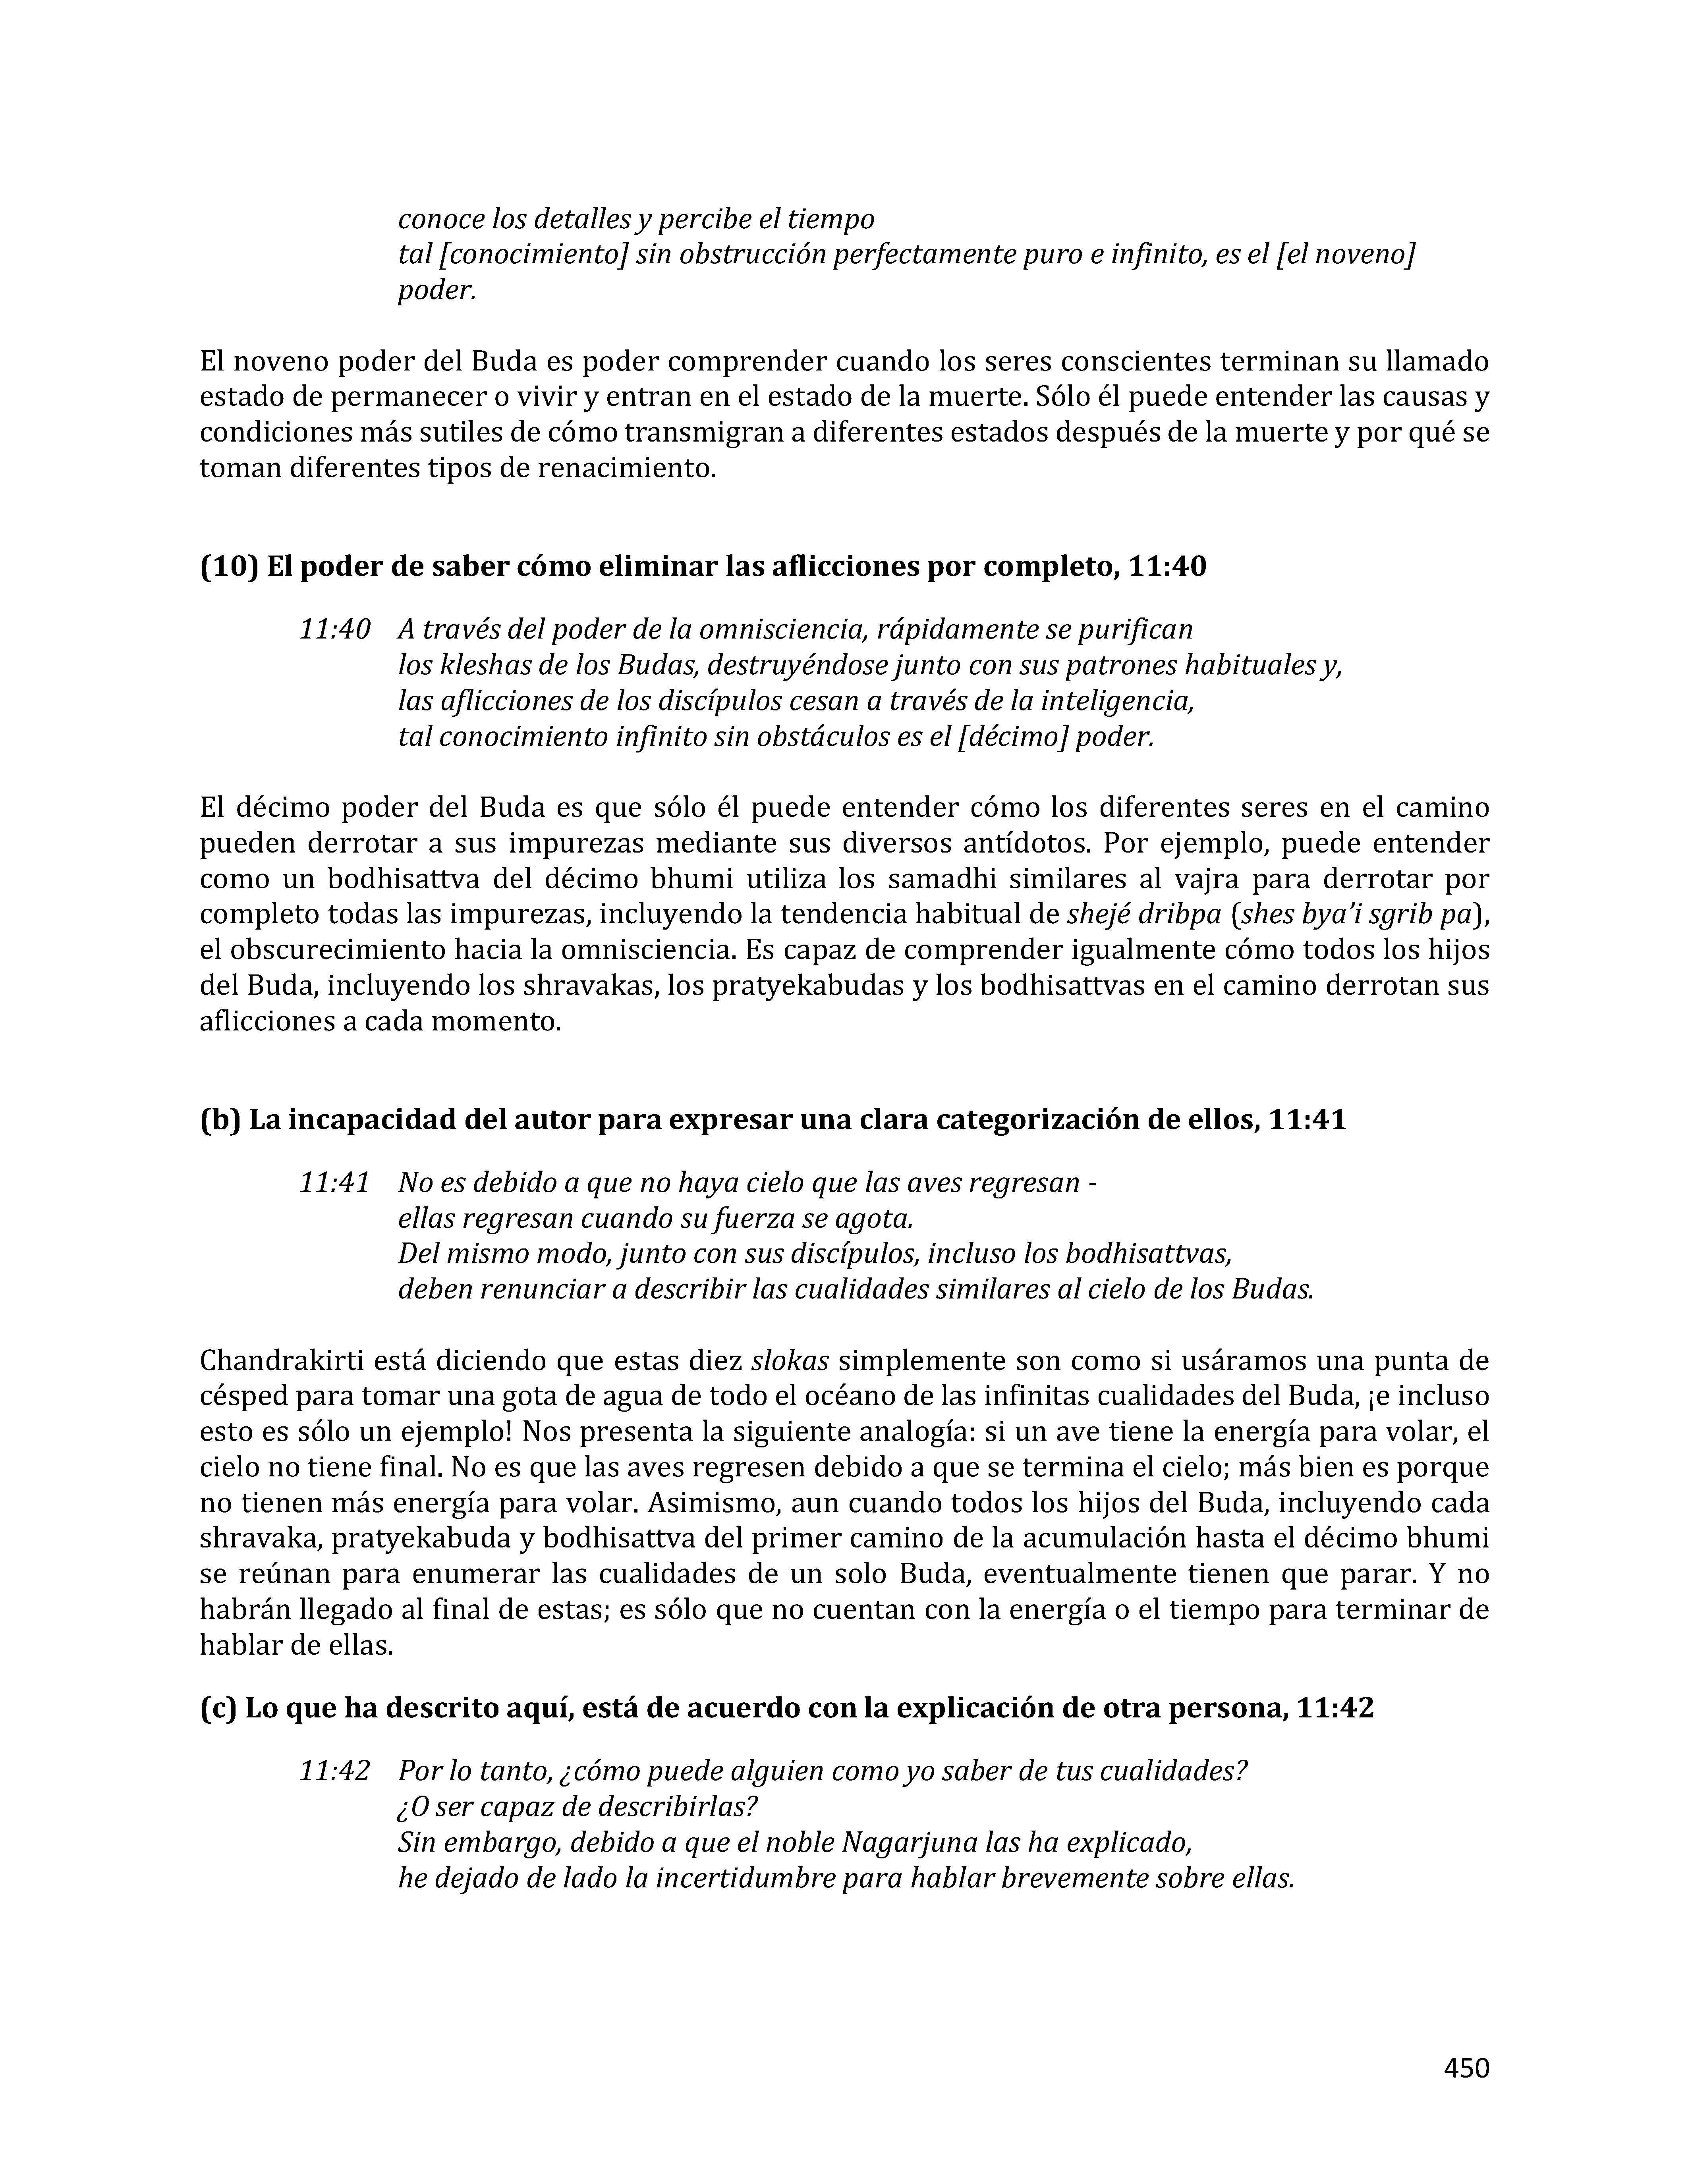 conoce los detalles y percibe el tiempo
tal [conocimiento] sin obstrucción perfectamente puro e infinito, es el [el noveno]
poder.
El noveno poder del Buda es poder comprender cuando los seres conscientes terminan su llamado
estado de permanecer o vivir y entran en el estado de la muerte. Sólo él puede entender las causas y
condiciones más sutiles de cómo transmigran a diferentes estados después de la muerte y por qué se
toman diferentes tipos de renacimiento.
(10) El poder de saber cómo eliminar las aflicciones por completo, 11:40
11:40 A través del poder de la omnisciencia, rápidamente se purifican
los kleshas de los Budas, destruyéndose junto con sus patrones habituales y,
las aflicciones de los discípulos cesan a través de la inteligencia,
tal conocimiento infinito sin obstáculos es el [décimo] poder.
El décimo poder del Buda es que sólo él puede entender cómo los diferentes seres en el camino
pueden derrotar a sus impurezas mediante sus diversos antídotos. Por ejemplo, puede entender
como un bodhisattva del décimo bhumi utiliza los samadhi similares al vajra para derrotar por
completo todas las impurezas, incluyendo la tendencia habitual de shejé dribpa (shes bya’i sgrib pa),
el obscurecimiento hacia la omnisciencia. Es capaz de comprender igualmente cómo todos los hijos
del Buda, incluyendo los shravakas, los pratyekabudas y los bodhisattvas en el camino derrotan sus
aflicciones a cada momento.
(b) La incapacidad del autor para expresar una clara categorización de ellos, 11:41
11:41 No es debido a que no haya cielo que las aves regresan -
ellas regresan cuando su fuerza se agota.
Del mismo modo, junto con sus discípulos, incluso los bodhisattvas,
deben renunciar a describir las cualidades similares al cielo de los Budas.
Chandrakirti está diciendo que estas diez slokas simplemente son como si usáramos una punta de
césped para tomar una gota de agua de todo el océano de las infinitas cualidades del Buda, ¡e incluso
esto es sólo un ejemplo! Nos presenta la siguiente analogía: si un ave tiene la energía para volar, el
cielo no tiene final. No es que las aves regresen debido a que se termina el cielo; más bien es porque
no tienen más energía para volar. Asimismo, aun cuando todos los hijos del Buda, incluyendo cada
shravaka, pratyekabuda y bodhisattva del primer camino de la acumulación hasta el décimo bhumi
se reúnan para enumerar las cualidades de un solo Buda, eventualmente tienen que parar. Y no
habrán llegado al final de estas; es sólo que no cuentan con la energía o el tiempo para terminar de
hablar de ellas.
(c) Lo que ha descrito aquí, está de acuerdo con la explicación de otra persona, 11:42
11:42 Por lo tanto, ¿cómo puede alguien como yo saber de tus cualidades?
¿O ser capaz de describirlas?
Sin embargo, debido a que el noble Nagarjuna las ha explicado,
he dejado de lado la incertidumbre para hablar brevemente sobre ellas.
450